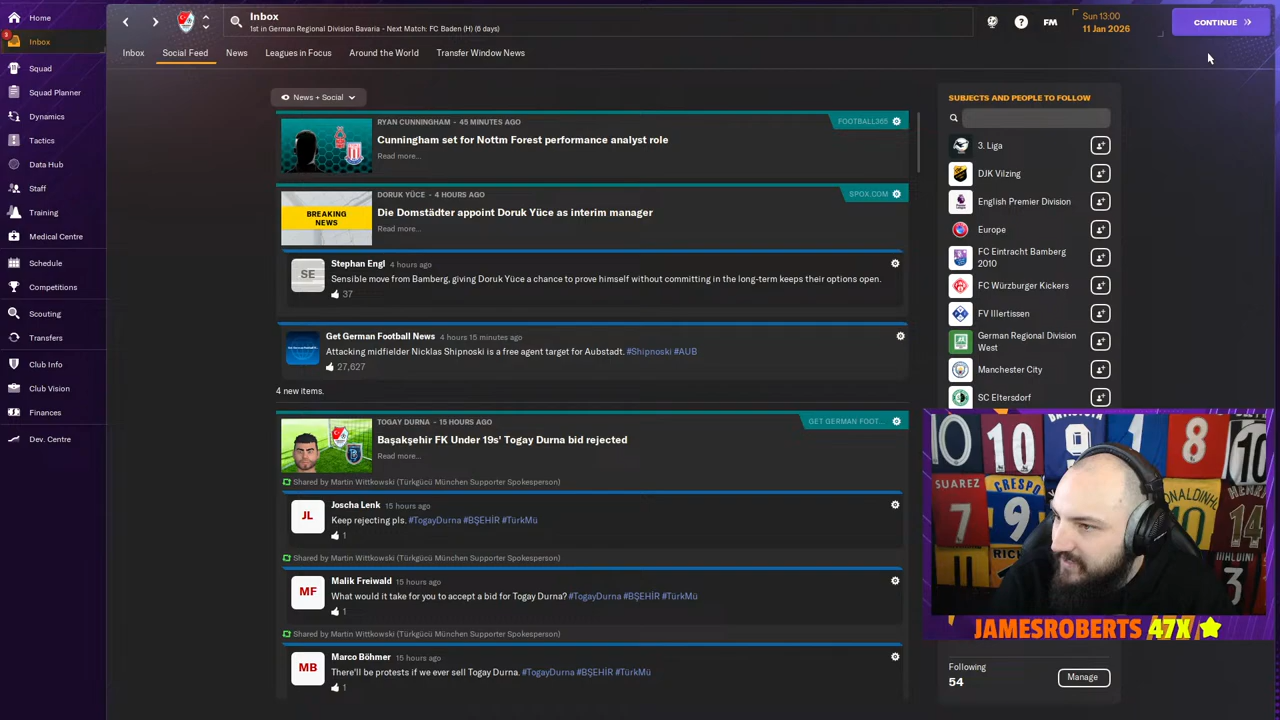 Home
Inbox
1st in German Regional Division Bavaria - Next Match: FC Baden (H) (6 days)
FM
Sun 13:00
11 Jan 2026
CONTINUE
3
Inbox
Inbox
Social Feed
News
Leagues in Focus
Around the World
Transfer Window News
Squad
Squad Planner
Dynamics
Tactics
Data Hub
Staff
Training
Medical Centre
Schedule
Competitions
Scouting
Transfers
Club Info
Club Vision
Finances
Dev. Centre
News + Social
RYAN CUNNINGHAM - 45 MINUTES AGO
FOOTBALL365
Cunningham set for Nottm Forest performance analyst role
Read more...
BREAKING
NEWS
DORUK YÜCE - 4 HOURS AGO
SPOX.COM
Die Domstädter appoint Doruk Yüce as interim manager
Read more...
SE
Stephan Engl 4 hours ago
Sensible move from Bamberg, giving Doruk Yüce a chance to prove himself without committing in the long-term keeps their options open.
37
Get German Football News 4 hours 15 minutes ago
Attacking midfielder Nicklas Shipnoski is a free agent target for Aubstadt. #Shipnoski #AUB
27,627
4 new items.
TOGAY DURNA - 15 HOURS AGO
GET GERMAN FOOT...
Başakşehir FK Under 19s' Togay Durna bid rejected
Read more...
Shared by Martin Wittkowski (Türkgücü München Supporter Spokesperson)
JL
Joscha Lenk 15 hours ago
Keep rejecting pls. #TogayDurna #BŞEHİR #TürkMü
1
Shared by Martin Wittkowski (Türkgücü München Supporter Spokesperson)
MF
Malik Freiwald 15 hours ago
What would it take for you to accept a bid for Togay Durna? #TogayDurna #BŞEHİR #TürkMü
1
Shared by Martin Wittkowski (Türkgücü München Supporter Spokesperson)
MB
Marco Böhmer 15 hours ago
There'll be protests if we ever sell Togay Durna. #TogayDurna #BŞEHİR #TürkMü
1
SUBJECTS AND PEOPLE TO FOLLOW
3. Liga
DJK Vilzing
English Premier Division
Europe
FC Eintracht Bamberg
2010
FC Würzburger Kickers
FV Illertissen
German Regional Division
West
Manchester City
SC Eltersdorf
10
10
9
8
10
SUAREZ
7
CRESPO
9
RONALDINHO
10
HENRY
14
JAMESROBERTS 47X
Following
54
Manage